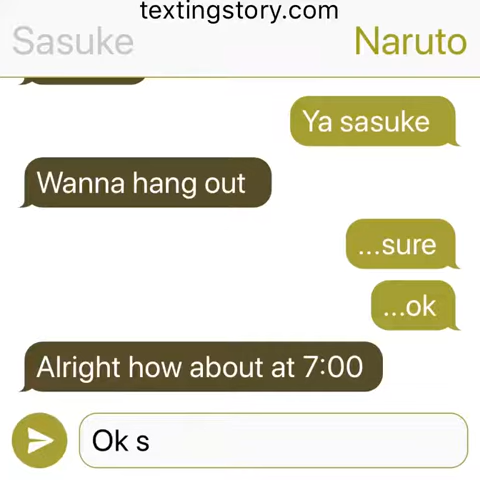 textingstory.com
Sasuke
Naruto
Ya sasuke
Wanna hang out
...sure
...ok
Alright how about at 7:00
Ok s